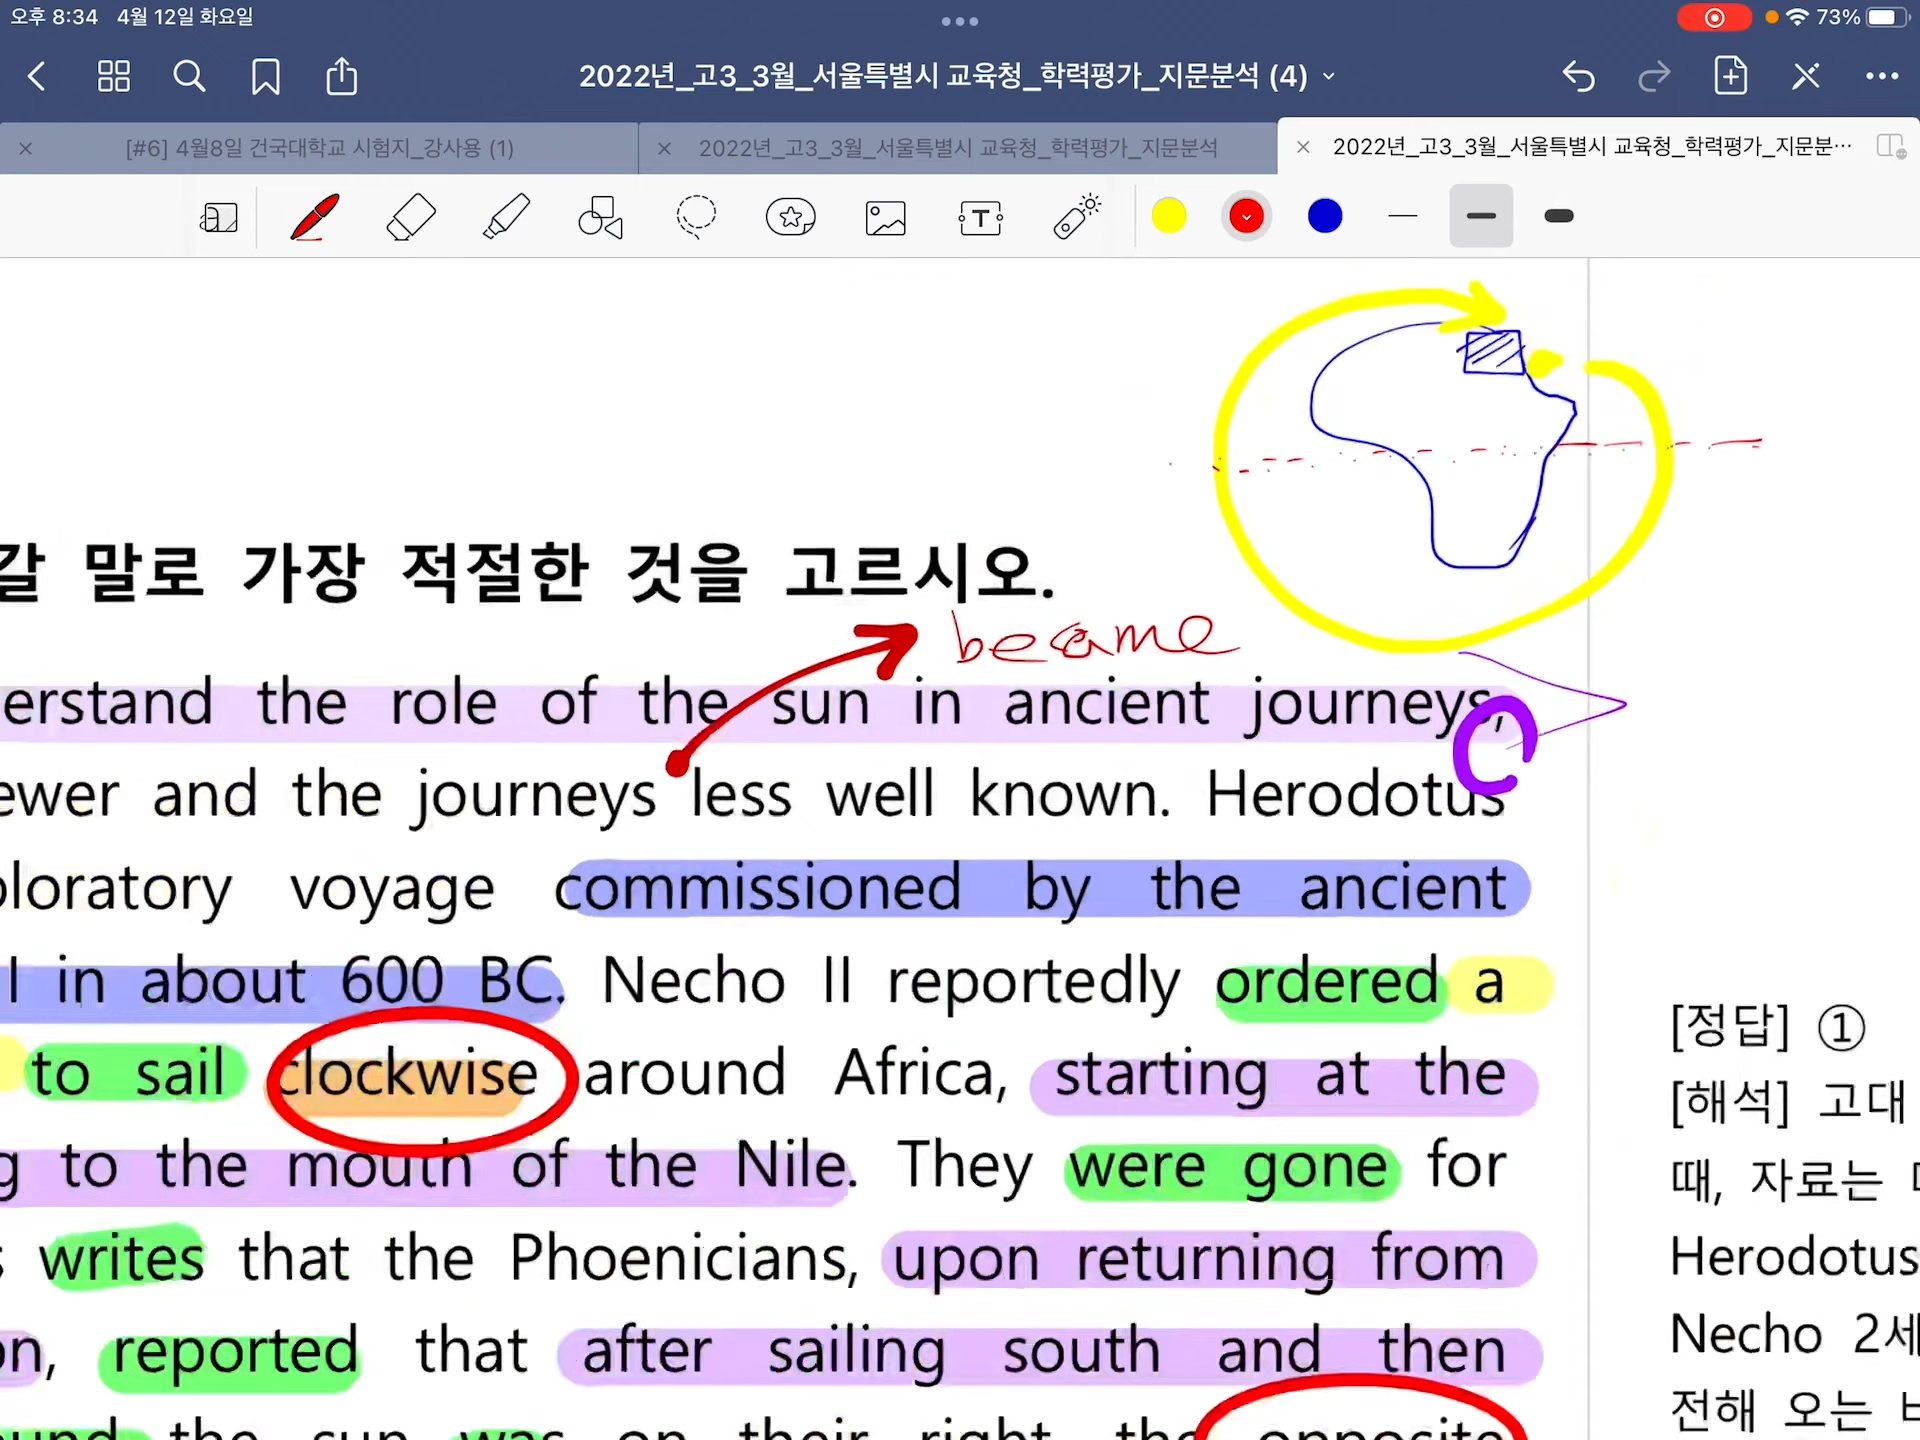 오후 8:34 4월 12일 화요일
73%
2022년_고3_3월_서울특별시 교육청_학력평가_지문분석 (4)
[#6] 4월8일 건국대학교 시험지_강사용 (1)
2022년_고3_3월_서울특별시 교육청_학력평가_지문분석
2022년_고3_3월_서울특별시 교육청_학력평가_지문분…
갈 말로 가장 적절한 것을 고르시오.
became
erstand the role of the sun in ancient journeys,
ewer and the journeys less well known. Herodotus
ploratory voyage commissioned by the ancient
I in about 600 BC. Necho II reportedly ordered a
to sail clockwise around Africa, starting at the
g to the mouth of the Nile. They were gone for
s writes that the Phoenicians, upon returning from
on, reported that after sailing south and then
ound the sun was on their right, the opposite
[정답] ①
[해석] 고대
때, 자료는
Herodotus
Necho 2세
전해 오는